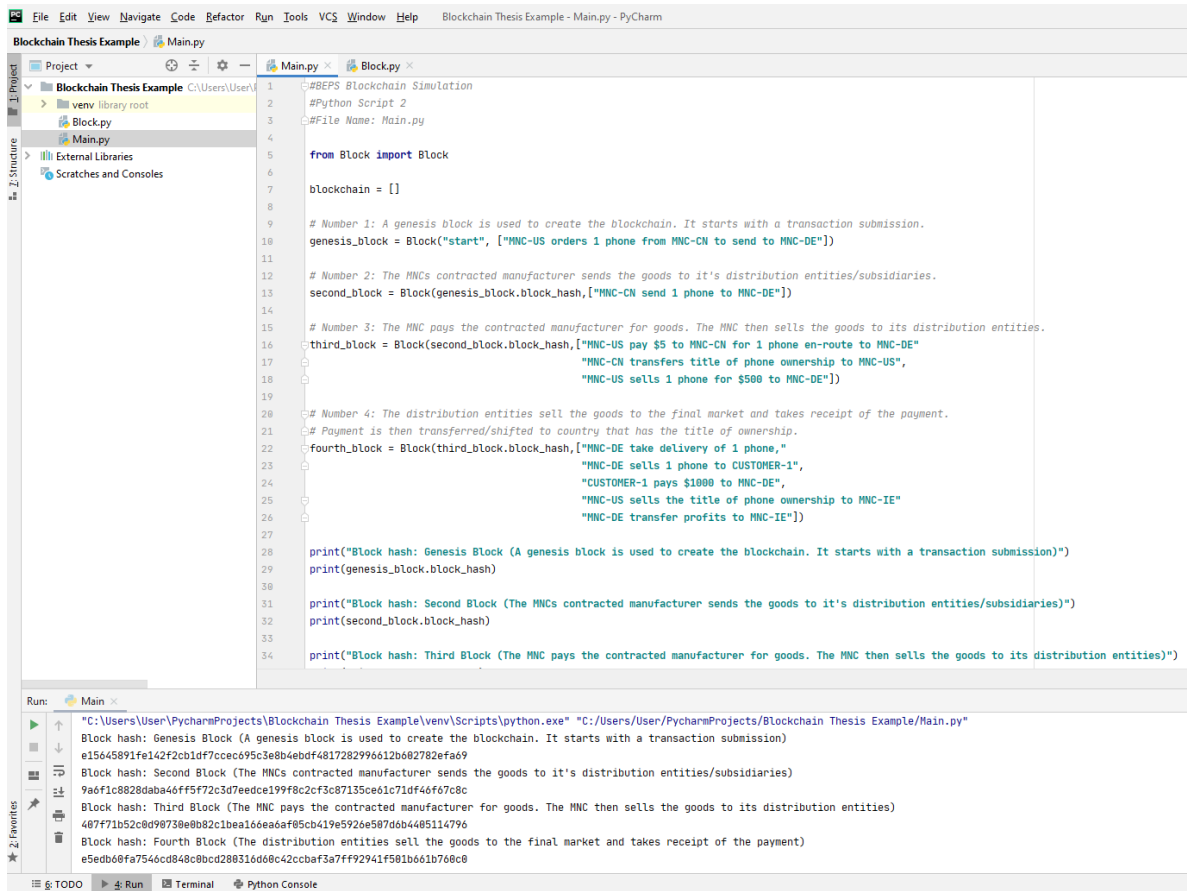 File Edit View Navigate Code Refactor Run Tools VCS Window Help Blockchain Thesis Example - Main.py - PyCharm
Blockchain Thesis Example Main.py
Project
Main.py
Block.py
1: Project
Blockchain Thesis Example C:\Users\User\
venv library root
Block.py
Main.py
External Libraries
Scratches and Consoles
Z: Structure
1 #BEPS Blockchain Simulation
2 #Python Script 2
3 #File Name: Main.py
4
5 from Block import Block
6
7 blockchain = []
8
9 # Number 1: A genesis block is used to create the blockchain. It starts with a transaction submission.
10 genesis_block = Block("start", ["MNC-US orders 1 phone from MNC-CN to send to MNC-DE"])
11
12 # Number 2: The MNCs contracted manufacturer sends the goods to it's distribution entities/subsidiaries.
13 second_block = Block(genesis_block.block_hash,["MNC-CN send 1 phone to MNC-DE"])
14
15 # Number 3: The MNC pays the contracted manufacturer for goods. The MNC then sells the goods to its distribution entities.
16 third_block = Block(second_block.block_hash,["MNC-US pay $5 to MNC-CN for 1 phone en-route to MNC-DE"
17 "MNC-CN transfers title of phone ownership to MNC-US",
18 "MNC-US sells 1 phone for $500 to MNC-DE"])
19
20 # Number 4: The distribution entities sell the goods to the final market and takes receipt of the payment.
21 # Payment is then transferred/shifted to country that has the title of ownership.
22 fourth_block = Block(third_block.block_hash,["MNC-DE take delivery of 1 phone,"
23 "MNC-DE sells 1 phone to CUSTOMER-1",
24 "CUSTOMER-1 pays $1000 to MNC-DE",
25 "MNC-US sells the title of phone ownership to MNC-IE"
26 "MNC-DE transfer profits to MNC-IE"])
27
28 print("Block hash: Genesis Block (A genesis block is used to create the blockchain. It starts with a transaction submission)")
29 print(genesis_block.block_hash)
30
31 print("Block hash: Second Block (The MNCs contracted manufacturer sends the goods to it's distribution entities/subsidiaries)")
32 print(second_block.block_hash)
33
34 print("Block hash: Third Block (The MNC pays the contracted manufacturer for goods. The MNC then sells the goods to its distribution entities)")
Run: Main
"C:\Users\User\PycharmProjects\Blockchain Thesis Example\venv\Scripts\python.exe" "C:/Users/User/PycharmProjects/Blockchain Thesis Example/Main.py"
Block hash: Genesis Block (A genesis block is used to create the blockchain. It starts with a transaction submission)
e15645891fe142f2cb1df7ccec695c3e8b4ebdf4817282996612b602782efa69
Block hash: Second Block (The MNCs contracted manufacturer sends the goods to it's distribution entities/subsidiaries)
9a6f1c8828daba46ff5f72c3d7eedce199f8c2cf3c87135ce61c71df46f67c8c
Block hash: Third Block (The MNC pays the contracted manufacturer for goods. The MNC then sells the goods to its distribution entities)
407f71b52c0d90730e0b82c1bea166ea6af05cb419e5926e507d6b4405114796
Block hash: Fourth Block (The distribution entities sell the goods to the final market and takes receipt of the payment)
e5edb60fa7546cd848c0bcd280316d60c42ccbaf3a7ff92941f501b661b760c0
2: Favorites
6: TODO 4: Run Terminal Python Console